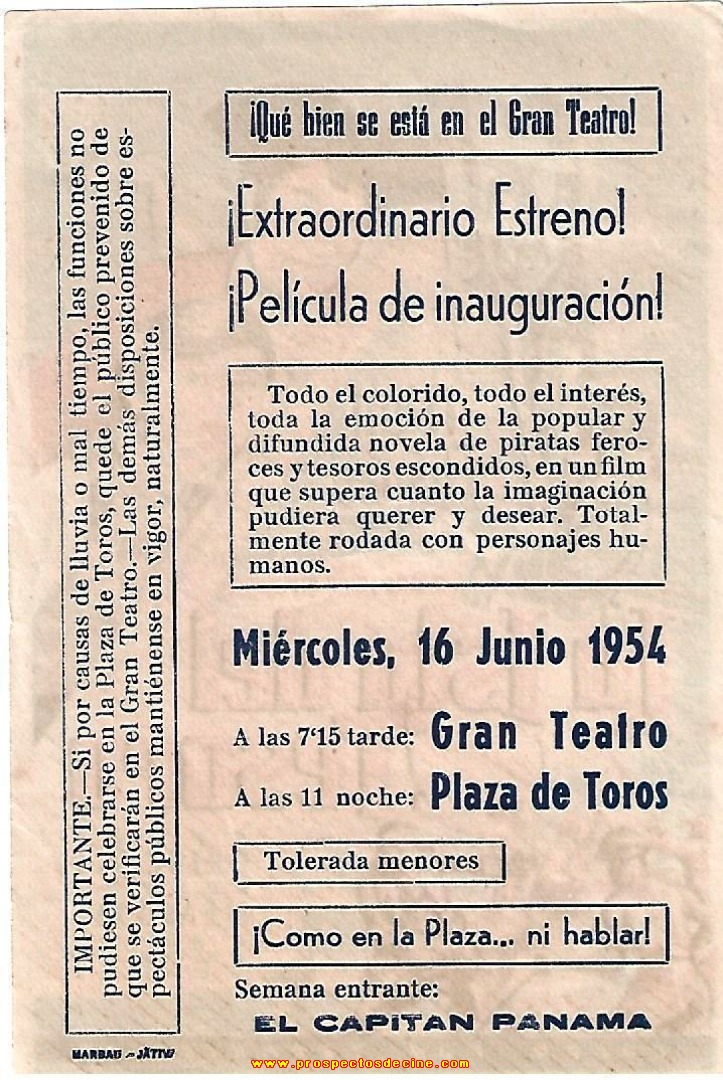 ¡Qué bien se está en el Gran Teatro!
¡Extraordinario Estreno!
¡Película de inauguración!
Todo el colorido, todo el interés,
toda la emoción de la popular y
difundida novela de piratas fero-
ces y tesoros escondidos, en un film
que supera cuanto la imaginación
pudiera querer y desear. Total-
mente rodada con personajes hu-
manos.
Miércoles, 16 Junio 1954
A las 7'15 tarde: Gran Teatro
A las 11 noche: Plaza de Toros
Tolerada menores
¡Como en la Plaza... ni hablar!
Semana entrante:
EL CAPITAN PANAMA
IMPORTANTE.—Si por causas de lluvia o mal tiempo, las funciones no
pudiesen celebrarse en la Plaza de Toros, quede el público prevenido de
que se verificarán en el Gran Teatro.—Las demás disposiciones sobre es-
pectáculos públicos mantiénense en vigor, naturalmente.
MARBAU - JÁTIVA
www.prospectosdecine.com